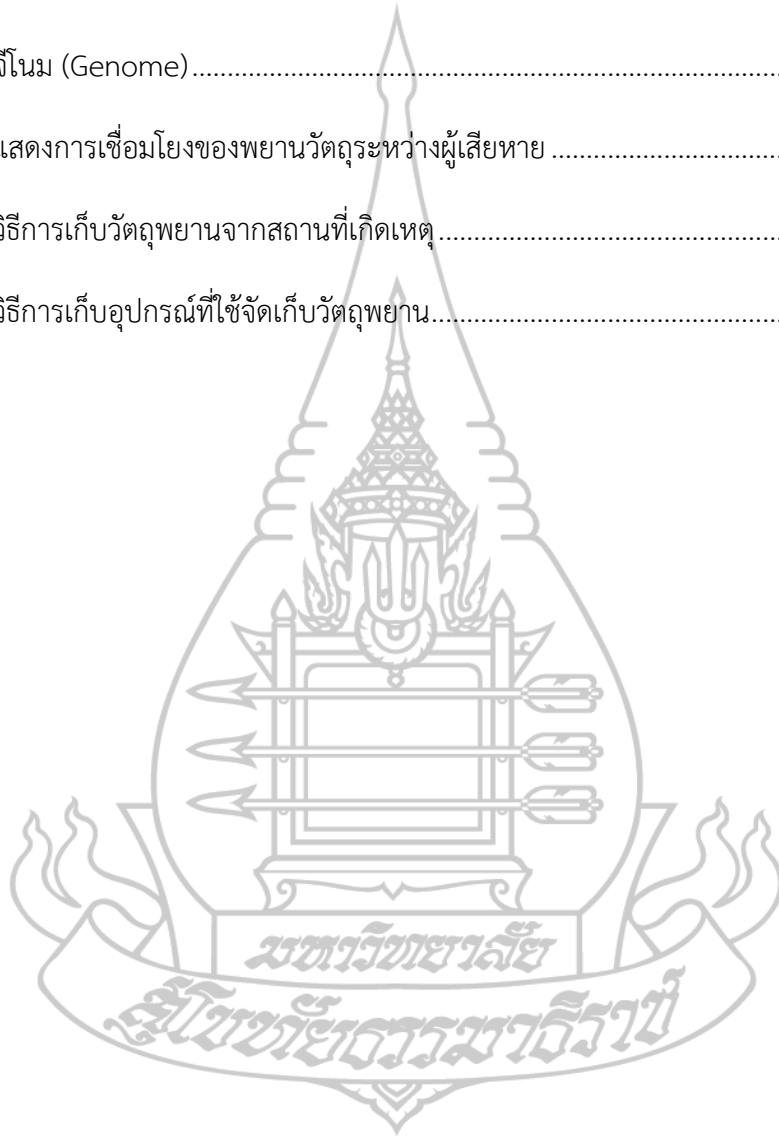 จีโนม (Genome)................................................................................
แสดงการเชื่อมโยงของพยานวัตถุระหว่างผู้เสียหาย ................................
วิธีการเก็บวัตถุพยานจากสถานที่เกิดเหตุ................................................
วิธีการเก็บอุปกรณ์ที่ใช้จัดเก็บวัตถุพยาน................................................
มหาวิทยาลัย
สุโขทัยธรรมาธิราช